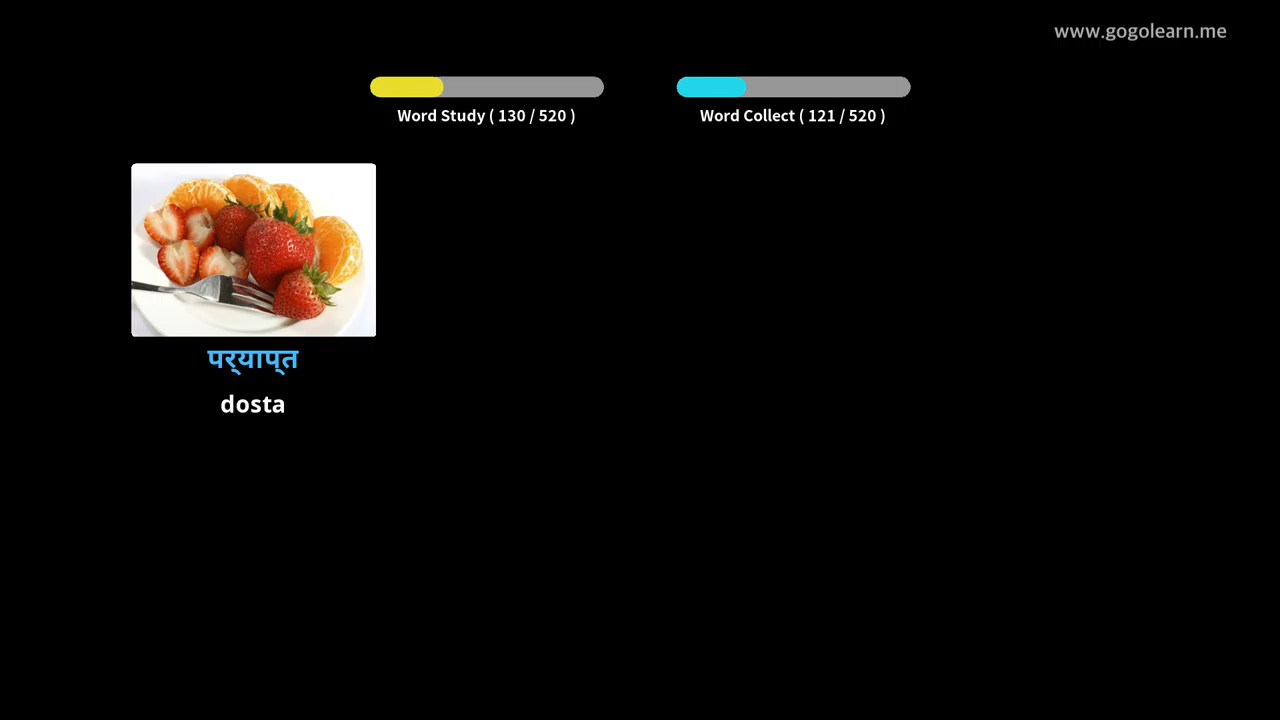 www.gogolearn.me
Word Study ( 130 / 520 )
Word Collect ( 121 / 520 )
पर्‌याप्‌त
dosta